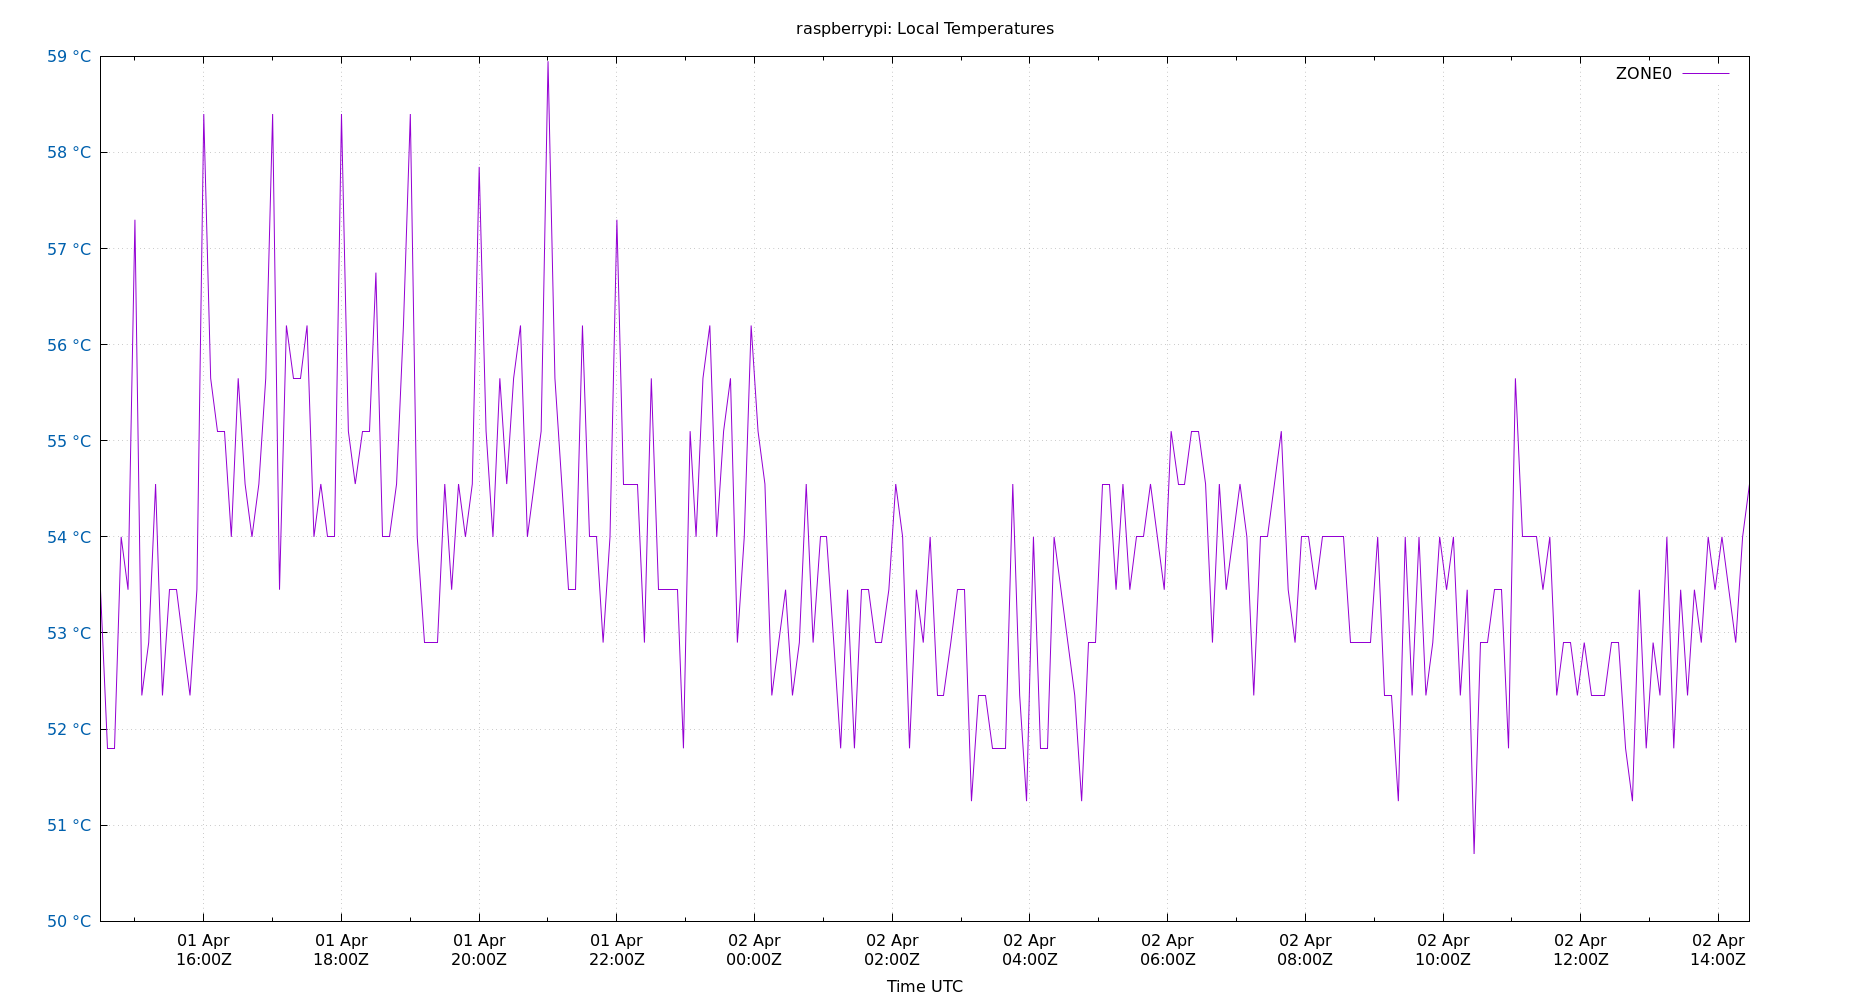 raspberrypi: Local Temperatures
ZONE0
59 °C
58 °C
57 °C
56 °C
55 °C
54 °C
53 °C
52 °C
51 °C
50 °C
01 Apr 01 Apr 01 Apr 01 Apr 02 Apr 02 Apr 02 Apr 02 Apr 02 Apr 02 Apr 02 Apr 02 Apr
16:00Z 18:00Z 20:00Z 22:00Z 00:00Z 02:00Z 04:00Z 06:00Z 08:00Z 10:00Z 12:00Z 14:00Z
Time UTC